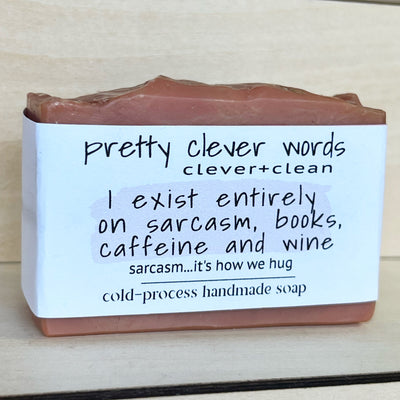 pretty clever words
clever+clean
I exist entirely
on sarcasm, books,
caffeine and wine
sarcasm...it's how we hug
cold-process handmade soap